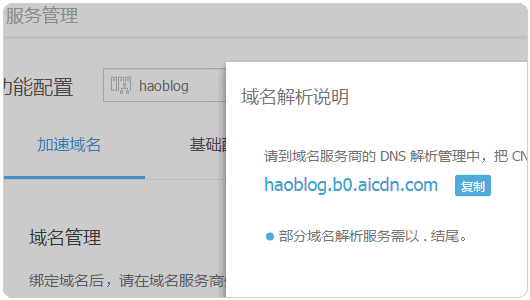 服务管理
功能配置
haoblog
域名解析说明
加速域名
基础配
请到域名服务商的 DNS 解析管理中，把 CN
haoblog.b0.aicdn.com
复制
域名管理
部分域名解析服务需以 . 结尾。
绑定域名后，请在域名服务商